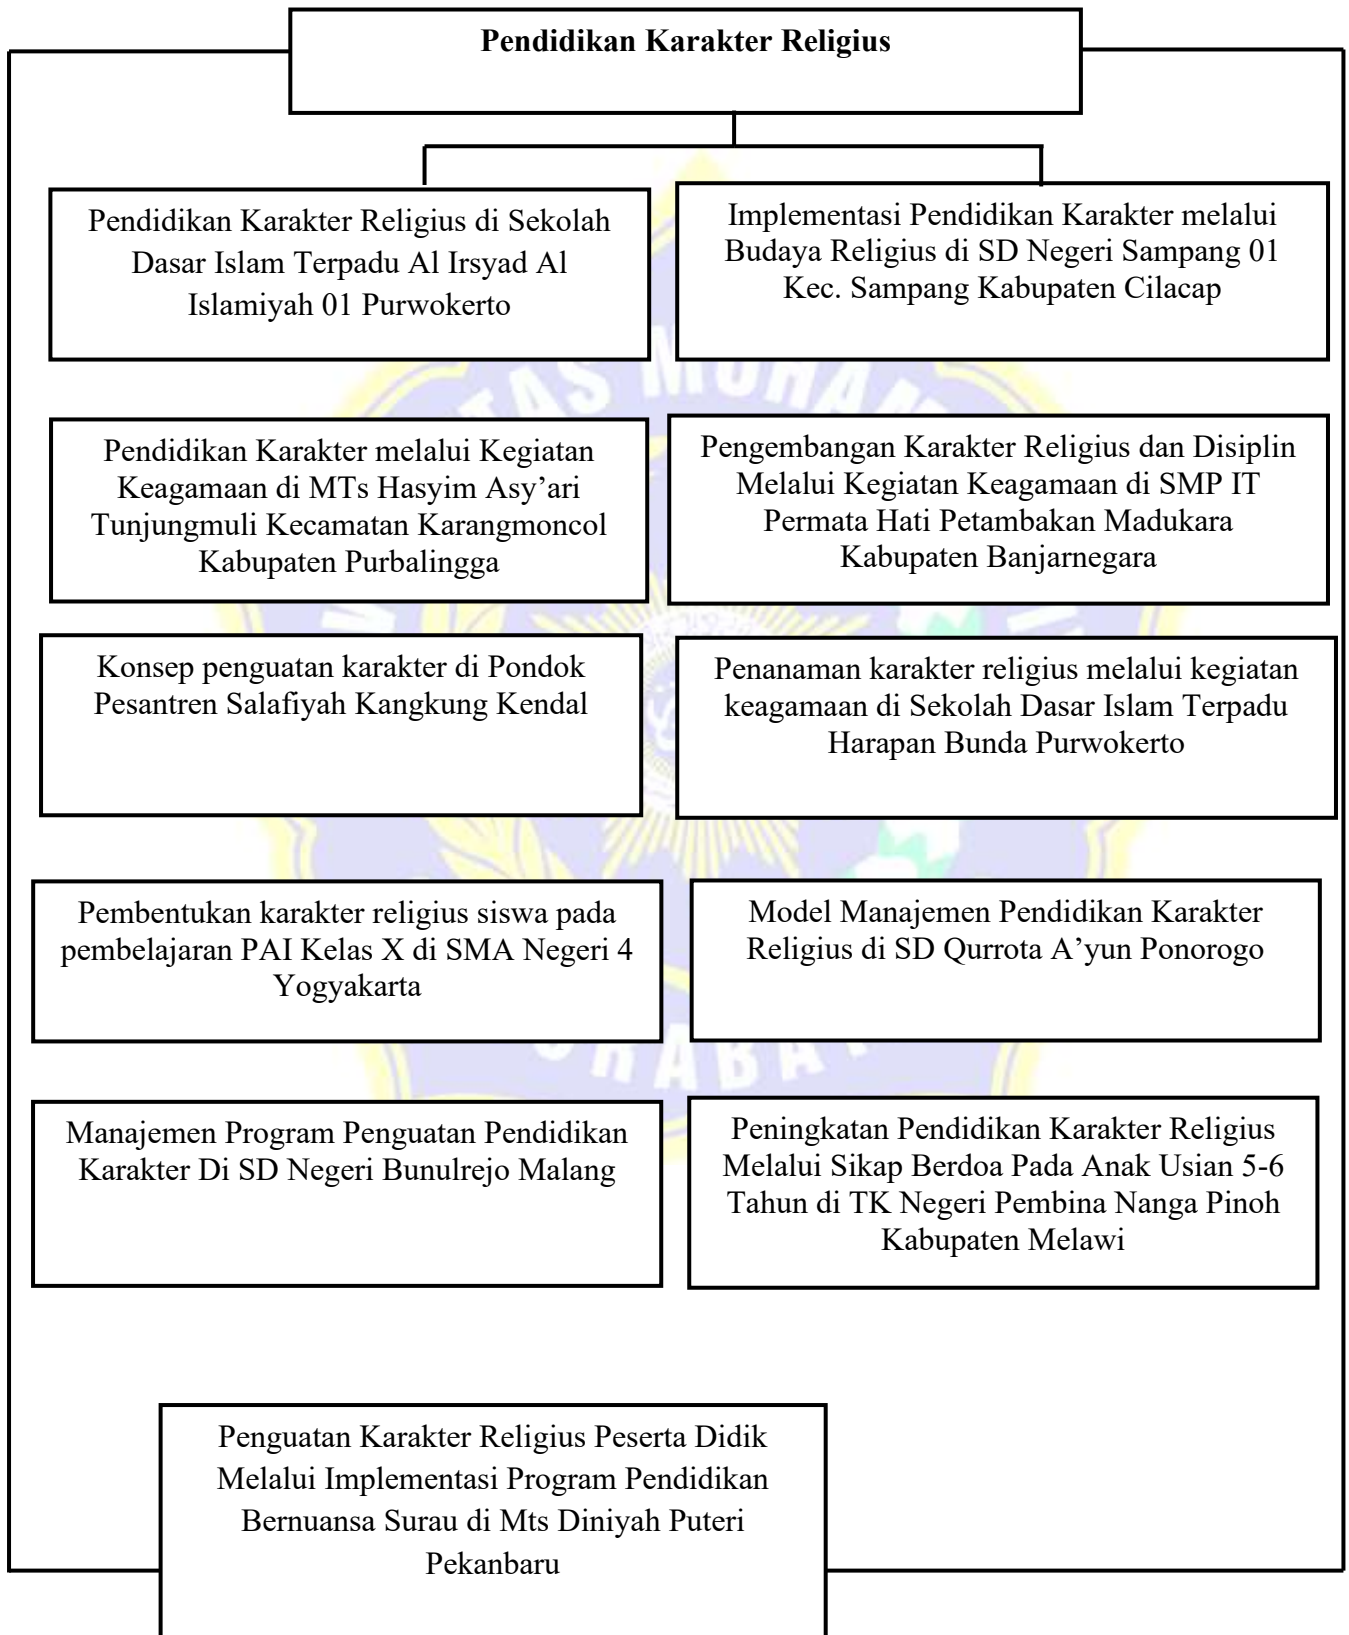 Pendidikan Karakter Religius
Pendidikan Karakter Religius di Sekolah
Dasar Islam Terpadu Al Irsyad Al
Islamiyah 01 Purwokerto
Implementasi Pendidikan Karakter melalui
Budaya Religius di SD Negeri Sampang 01
Kec. Sampang Kabupaten Cilacap
Pendidikan Karakter melalui Kegiatan
Keagamaan di MTs Hasyim Asy’ari
Tunjungmuli Kecamatan Karangmoncol
Kabupaten Purbalingga
Pengembangan Karakter Religius dan Disiplin
Melalui Kegiatan Keagamaan di SMP IT
Permata Hati Petambakan Madukara
Kabupaten Banjarnegara
Konsep penguatan karakter di Pondok
Pesantren Salafiyah Kangkung Kendal
Penanaman karakter religius melalui kegiatan
keagamaan di Sekolah Dasar Islam Terpadu
Harapan Bunda Purwokerto
Pembentukan karakter religius siswa pada
pembelajaran PAI Kelas X di SMA Negeri 4
Yogyakarta
Model Manajemen Pendidikan Karakter
Religius di SD Qurrota A’yun Ponorogo
Manajemen Program Penguatan Pendidikan
Karakter Di SD Negeri Bunulrejo Malang
Peningkatan Pendidikan Karakter Religius
Melalui Sikap Berdoa Pada Anak Usian 5-6
Tahun di TK Negeri Pembina Nanga Pinoh
Kabupaten Melawi
Penguatan Karakter Religius Peserta Didik
Melalui Implementasi Program Pendidikan
Bernuansa Surau di Mts Diniyah Puteri
Pekanbaru